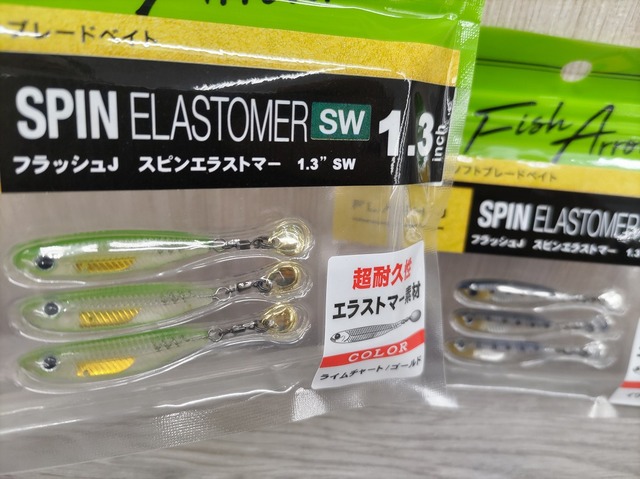 ブレードベイト
SPIN ELASTOMER SW 1.3 inch
フラッシュJ スピンエラストマー 1.3” SW
超耐久性
エラストマー素材
COLOR
ライムチャート/ゴールド
Fish Arrow
ソフトブレードベイト
SPIN ELASTOMER
フラッシュJ スピンエラストマー